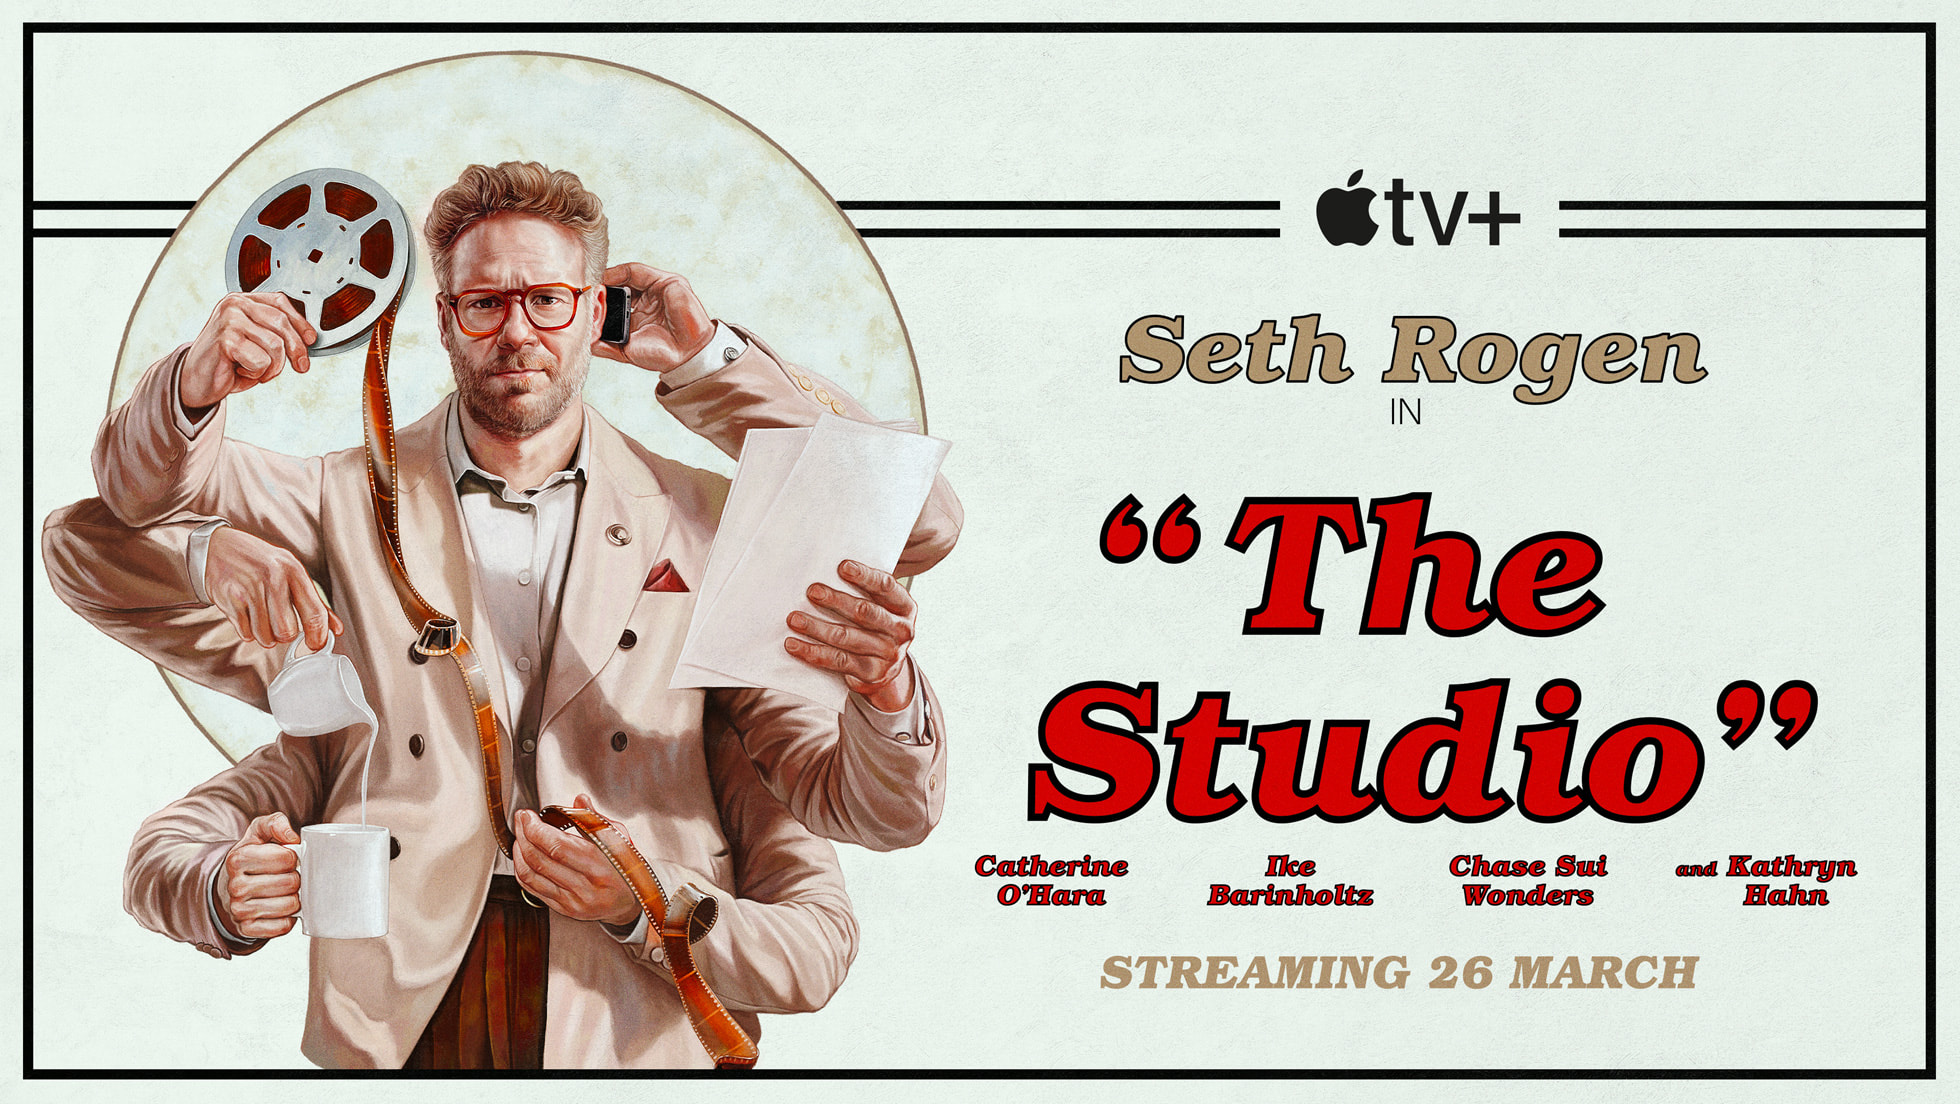 tv+
Seth Rogen
IN
“The
Studio”
Catherine
O’Hara
Ike
Barinholtz
Chase Sui
Wonders
and Kathryn
Hahn
STREAMING 26 MARCH